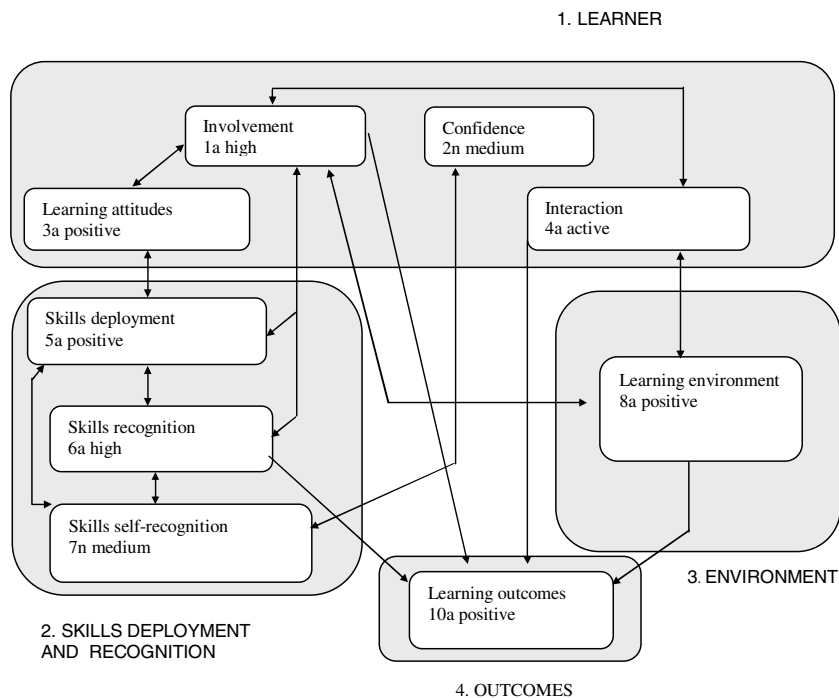 1. LEARNER
Involvement
1a high
Confidence
2n medium
Learning attitudes
3a positive
Interaction
4a active
Skills deployment
5a positive
Learning environment
8a positive
Skills recognition
6a high
Skills self-recognition
7n medium
3. ENVIRONMENT
Learning outcomes
10a positive
2. SKILLS DEPLOYMENT
AND RECOGNITION
4. OUTCOMES